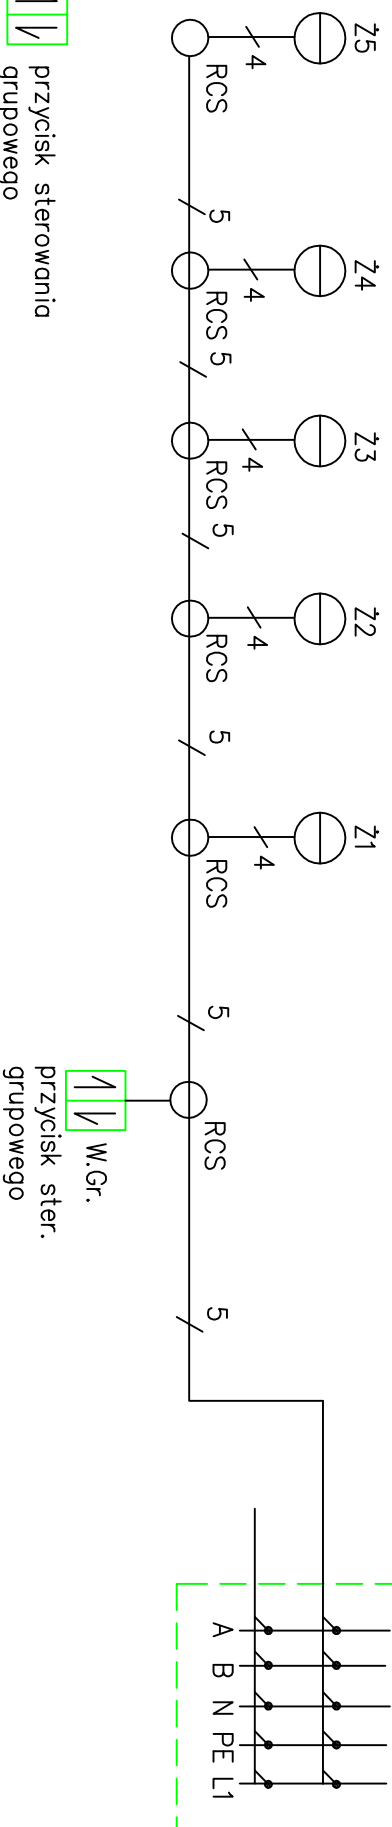 Ż5
4
RCS
5
Ż4
4
RCS
5
Ż3
4
RCS
5
Ż2
4
RCS
5
Ż1
4
RCS
5
RCS
W.Gr.
przycisk ster.
grupowego
5
A
B
N
PE
L1
przycisk sterowania
grupowego